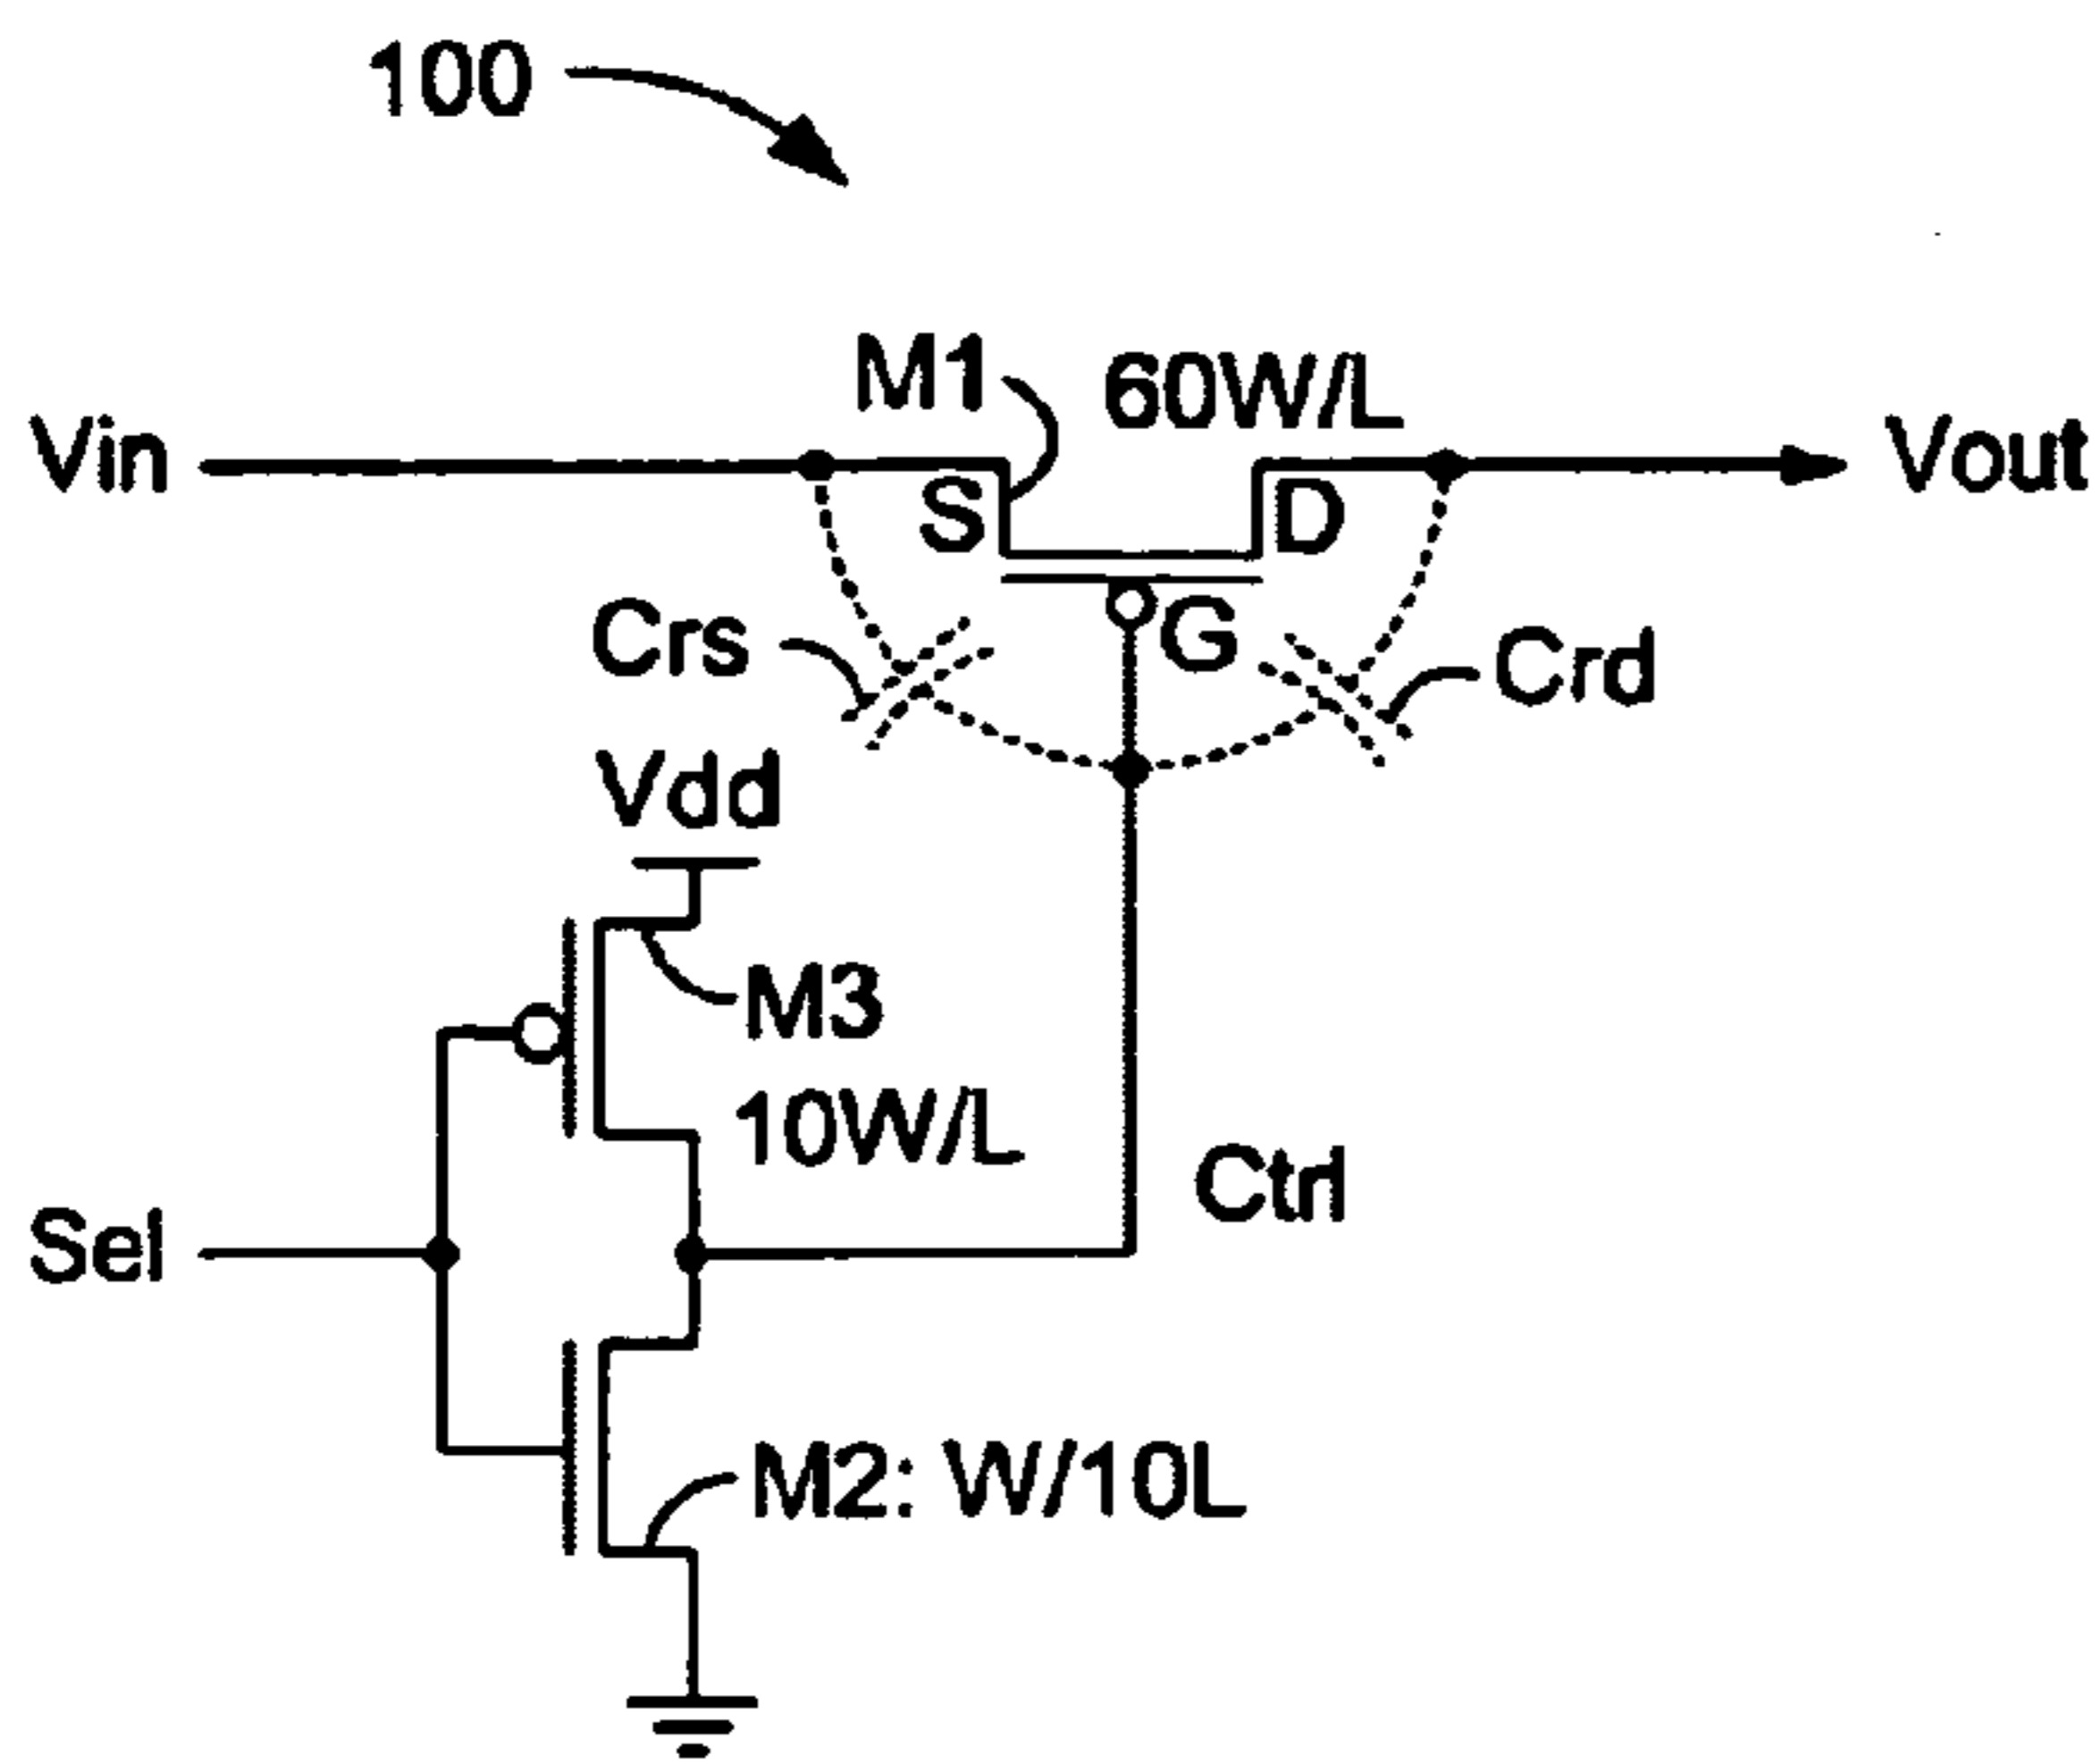 100
M1
60W/L
Vin
Vout
S
D
G
Crs
Crd
Vdd
M3
10W/L
Ctrl
Sel
M2: W/10L